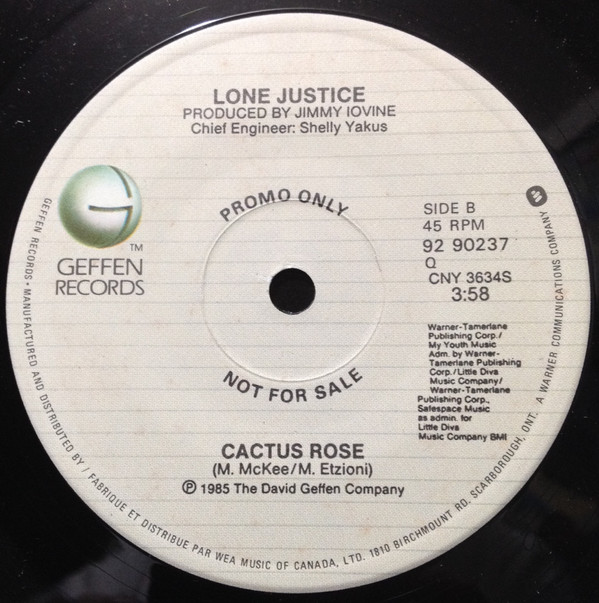 LONE JUSTICE
PRODUCED BY JIMMY IOVINE
Chief Engineer: Shelly Yakus
PROMO ONLY
G
TM
GEFFEN
RECORDS
SIDE B
45 RPM
92 90237
Q
CNY 3634S
3:58
Warner-Tamerlane
Publishing Corp./
My Youth Music
Adm. by Warner-
Tamerlane Publishing
Corp./Little Diva
Music Company/
Warner-Tamerlane
Publishing Corp.,
Safespace Music
as admin. for
Little Diva
Music Company BMI
NOT FOR SALE
CACTUS ROSE
(M. McKee/M. Etzioni)
℗ 1985 The David Geffen Company
GEFFEN RECORDS • MANUFACTURED AND DISTRIBUTED BY / FABRIQUE ET DISTRIBUE PAR WEA MUSIC OF CANADA, LTD. 1810 BIRCHMOUNT RD. SCARBOROUGH, ONT. A WARNER COMMUNICATIONS COMPANY